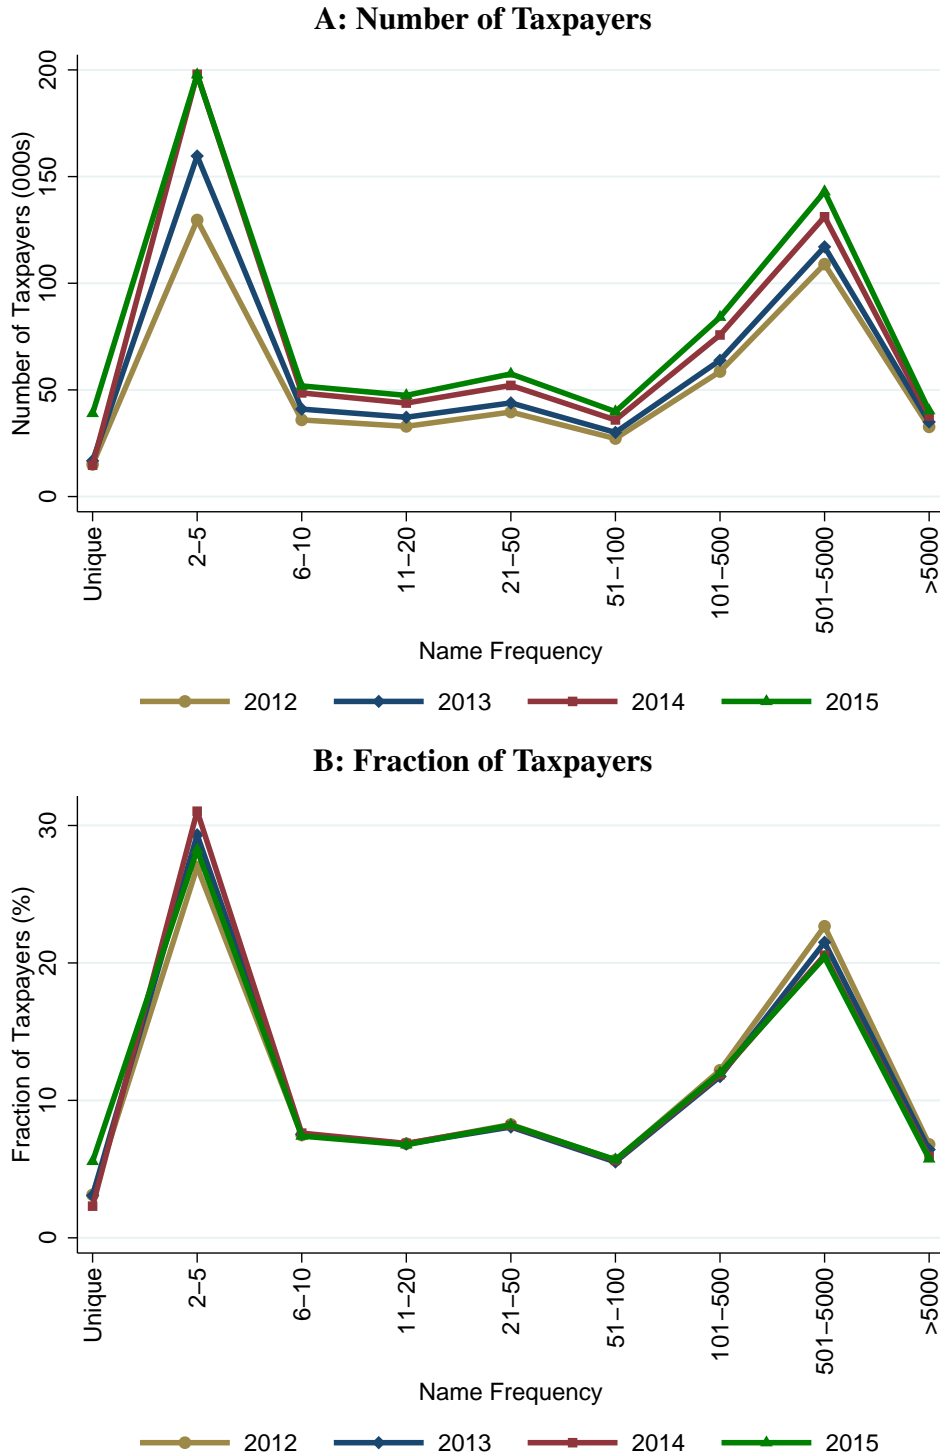 A: Number of Taxpayers
Number of Taxpayers (000s)
200
150
100
50
0
Unique
2−5
6−10
11−20
21−50
51−100
101−500
501−5000
>5000
Name Frequency
2012 2013 2014 2015
B: Fraction of Taxpayers
Fraction of Taxpayers (%)
30
20
10
0
Unique
2−5
6−10
11−20
21−50
51−100
101−500
501−5000
>5000
Name Frequency
2012 2013 2014 2015